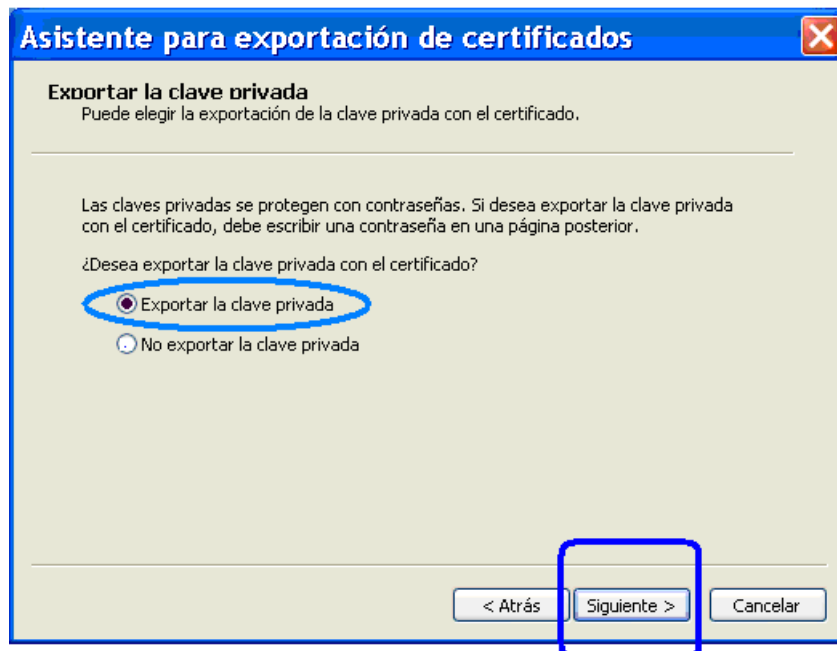 Asistente para exportación de certificados
Exportar la clave privada
Puede elegir la exportación de la clave privada con el certificado.
Las claves privadas se protegen con contraseñas. Si desea exportar la clave privada
con el certificado, debe escribir una contraseña en una página posterior.
¿Desea exportar la clave privada con el certificado?
Exportar la clave privada
No exportar la clave privada
< Atrás Siguiente > Cancelar